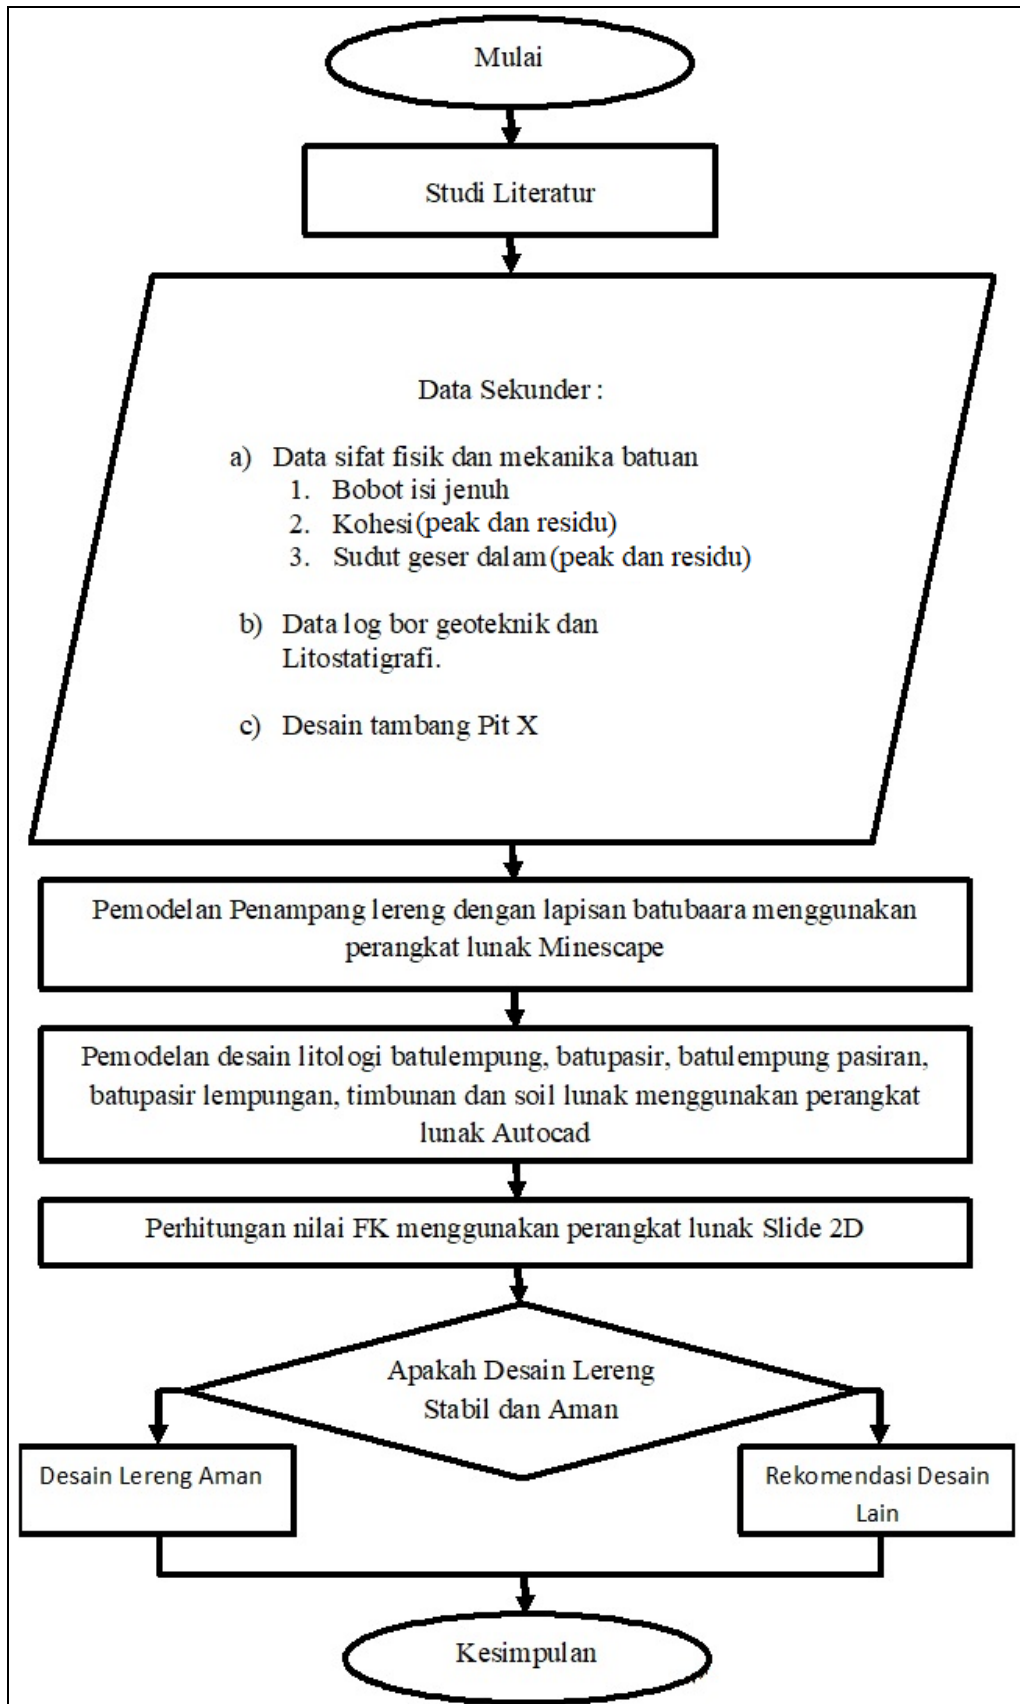 Mulai
Studi Literatur
Data Sekunder :
a) Data sifat fisik dan mekanika batuan
1. Bobot isi jenuh
2. Kohesi (peak dan residu)
3. Sudut geser dalam (peak dan residu)
b) Data log bor geoteknik dan
Litostatigrafi.
c) Desain tambang Pit X
Pemodelan Penampang lereng dengan lapisan batubaara menggunakan
perangkat lunak Minescape
Pemodelan desain litologi batulempung, batupasir, batulempung pasiran,
batupasir lempungan, timbunan dan soil lunak menggunakan perangkat
lunak Autocad
Perhitungan nilai FK menggunakan perangkat lunak Slide 2D
Apakah Desain Lereng
Stabil dan Aman
Desain Lereng Aman
Rekomendasi Desain
Lain
Kesimpulan